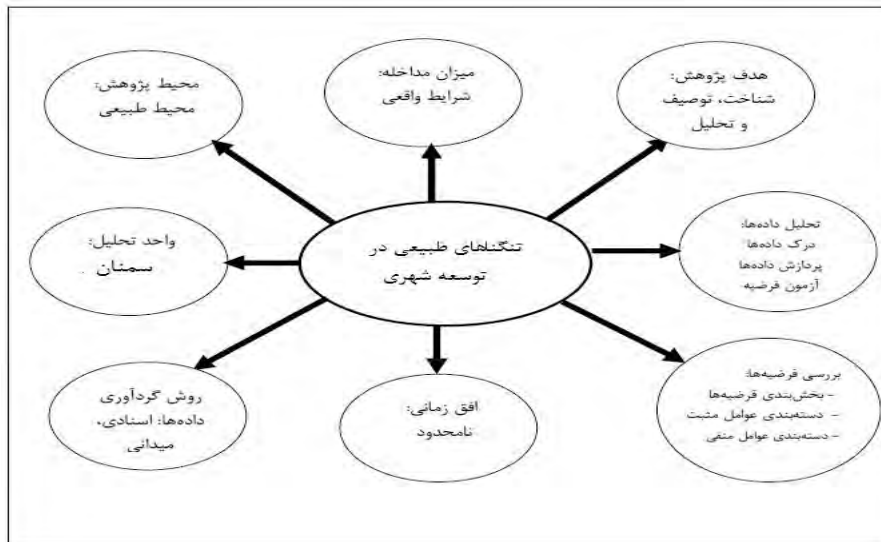 هدف پژوهش:
شناخت، توصیف
و تحلیل
میزان مداخله:
شرایط واقعی
محیط پژوهش:
محیط طبیعی
تحلیل داده‌ها:
درک داده‌ها
پردازش داده‌ها
آزمون فرضیه
تنگناهای طبیعی در
توسعه شهری
واحد تحلیل:
سمنان
بررسی فرضیه‌ها:
- بخش‌بندی فرضیه‌ها
- دسته‌بندی عوامل مثبت
- دسته‌بندی عوامل منفی
افق زمانی:
نامحدود
روش گردآوری
داده‌ها: اسنادی،
میدانی